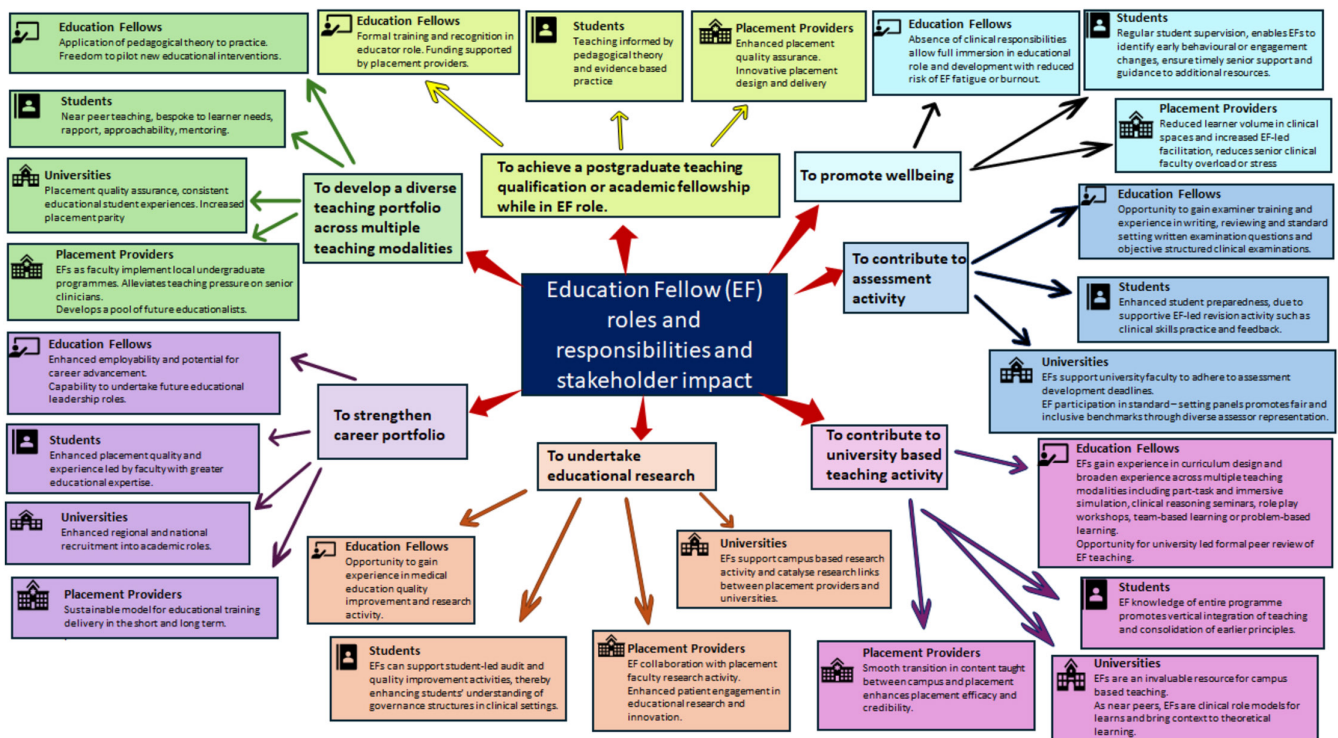 Education Fellows
Application of pedagogical theory to practice.
Freedom to pilot new educational interventions.
Students
Near peer teaching, bespoke to learner needs,
rapport, approachability, mentoring.
Universities
Placement quality assurance, consistent
educational student experiences. Increased
placement parity
Placement Providers
EFs as faculty implement local undergraduate
programmes. Alleviates teaching pressure on senior
clinicians.
Develops a pool of future educationalists.
To develop a diverse
teaching portfolio
across multiple
teaching modalities
Education Fellows
Formal training and recognition in
educator role. Funding supported
by placement providers.
Students
Teaching informed by
pedagogical theory
and evidence based
practice
Placement Providers
Enhanced placement
quality assurance.
Innovative placement
design and delivery
To achieve a postgraduate teaching
qualification or academic fellowship
while in EF role.
Education Fellows
Absence of clinical responsibilities
allow full immersion in educational
role and development with reduced
risk of EF fatigue or burnout.
Students
Regular student supervision, enables EFs to
identify early behavioural or engagement
changes, ensure timely senior support and
guidance to additional resources.
Placement Providers
Reduced learner volume in clinical
spaces and increased EF-led
facilitation, reduces senior clinical
faculty overload or stress
To promote wellbeing
Education Fellows
Opportunity to gain examiner training and
experience in writing, reviewing and standard
setting written examination questions and
objective structured clinical examinations.
Students
Enhanced student preparedness, due to
supportive EF-led revision activity such as
clinical skills practice and feedback.
Universities
EFs support university faculty to adhere to assessment
development deadlines.
EF participation in standard– setting panels promotes fair and
inclusive benchmarks through diverse assessor representation.
To contribute to
assessment
activity
Education Fellow (EF)
roles and
responsibilities and
stakeholder impact
Education Fellows
Enhanced employability and potential for
career advancement.
Capability to undertake future educational
leadership roles.
Students
Enhanced placement quality and
experience led by faculty with greater
educational expertise.
Universities
Enhanced regional and national
recruitment into academic roles.
Placement Providers
Sustainable model for educational training
delivery in the short and long term.
To strengthen
career portfolio
To undertake
educational research
Education Fellows
Opportunity to gain
experience in medical
education quality
improvement and research
activity.
Students
EFs can support student-led audit and
quality improvement activities, thereby
enhancing students' understanding of
governance structures in clinical settings.
Placement Providers
EF collaboration with placement
faculty research activity.
Enhanced patient engagement in
educational research and
innovation.
Universities
EFs support campus based research
activity and catalyse research links
between placement providers and
universities.
To contribute to
university based
teaching activity
Education Fellows
EFs gain experience in curriculum design and
broaden experience across multiple teaching
modalities including part-task and immersive
simulation, clinical reasoning seminars, role play
workshops, team-based learning or problem-based
learning.
Opportunity for university led formal peer review of
EF teaching.
Students
EF knowledge of entire programme
promotes vertical integration of teaching
and consolidation of earlier principles.
Placement Providers
Smooth transition in content taught
between campus and placement
enhances placement efficacy and
credibility.
Universities
EFs are an invaluable resource for campus
based teaching.
As near peers, EFs are clinical role models for
learns and bring context to theoretical
learning.